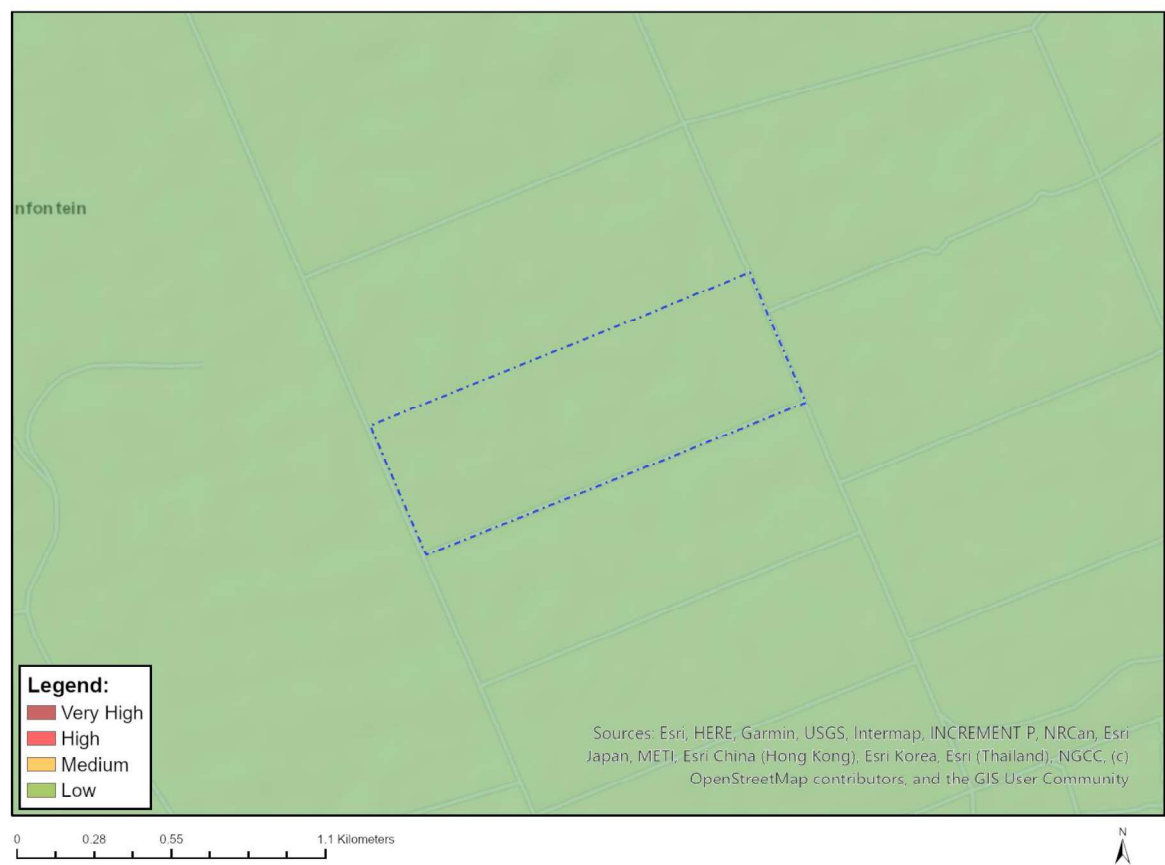 nfontein
Legend:
Very High
High
Medium
Low
Sources: Esri, HERE, Garmin, USGS, Intermap, INCREMENT P, NRCan, Esri
Japan, METI, Esri China (Hong Kong), Esri Korea, Esri (Thailand), NGCC, (c)
OpenStreetMap contributors, and the GIS User Community
0 0.28 0.55 1.1 Kilometers
N